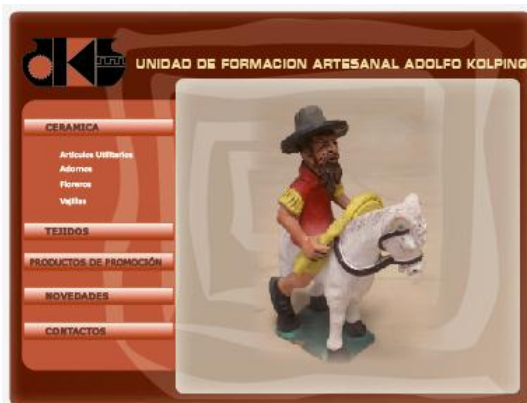 UNIDAD DE FORMACION ARTESANAL ADOLFO KOLPING
CERAMICA
Articulos Utilitarios
Adornos
Floreros
Vajillas
TEJIDOS
PRODUCTOS DE PROMOCIÓN
NOVEDADES
CONTACTOS